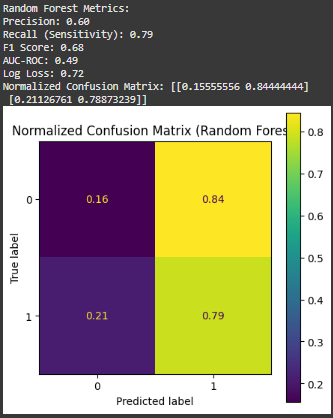 Random Forest Metrics:
Precision: 0.60
Recall (Sensitivity): 0.79
F1 Score: 0.68
AUC-ROC: 0.49
Log Loss: 0.72
Normalized Confusion Matrix: [[0.15555556 0.84444444]
[0.21126761 0.78873239]]
Normalized Confusion Matrix (Random Fores
0.8
0.7
0.6
0.5
0.4
0.3
0.2
True label
0
0.16
0.84
1
0.21
0.79
0
1
Predicted label